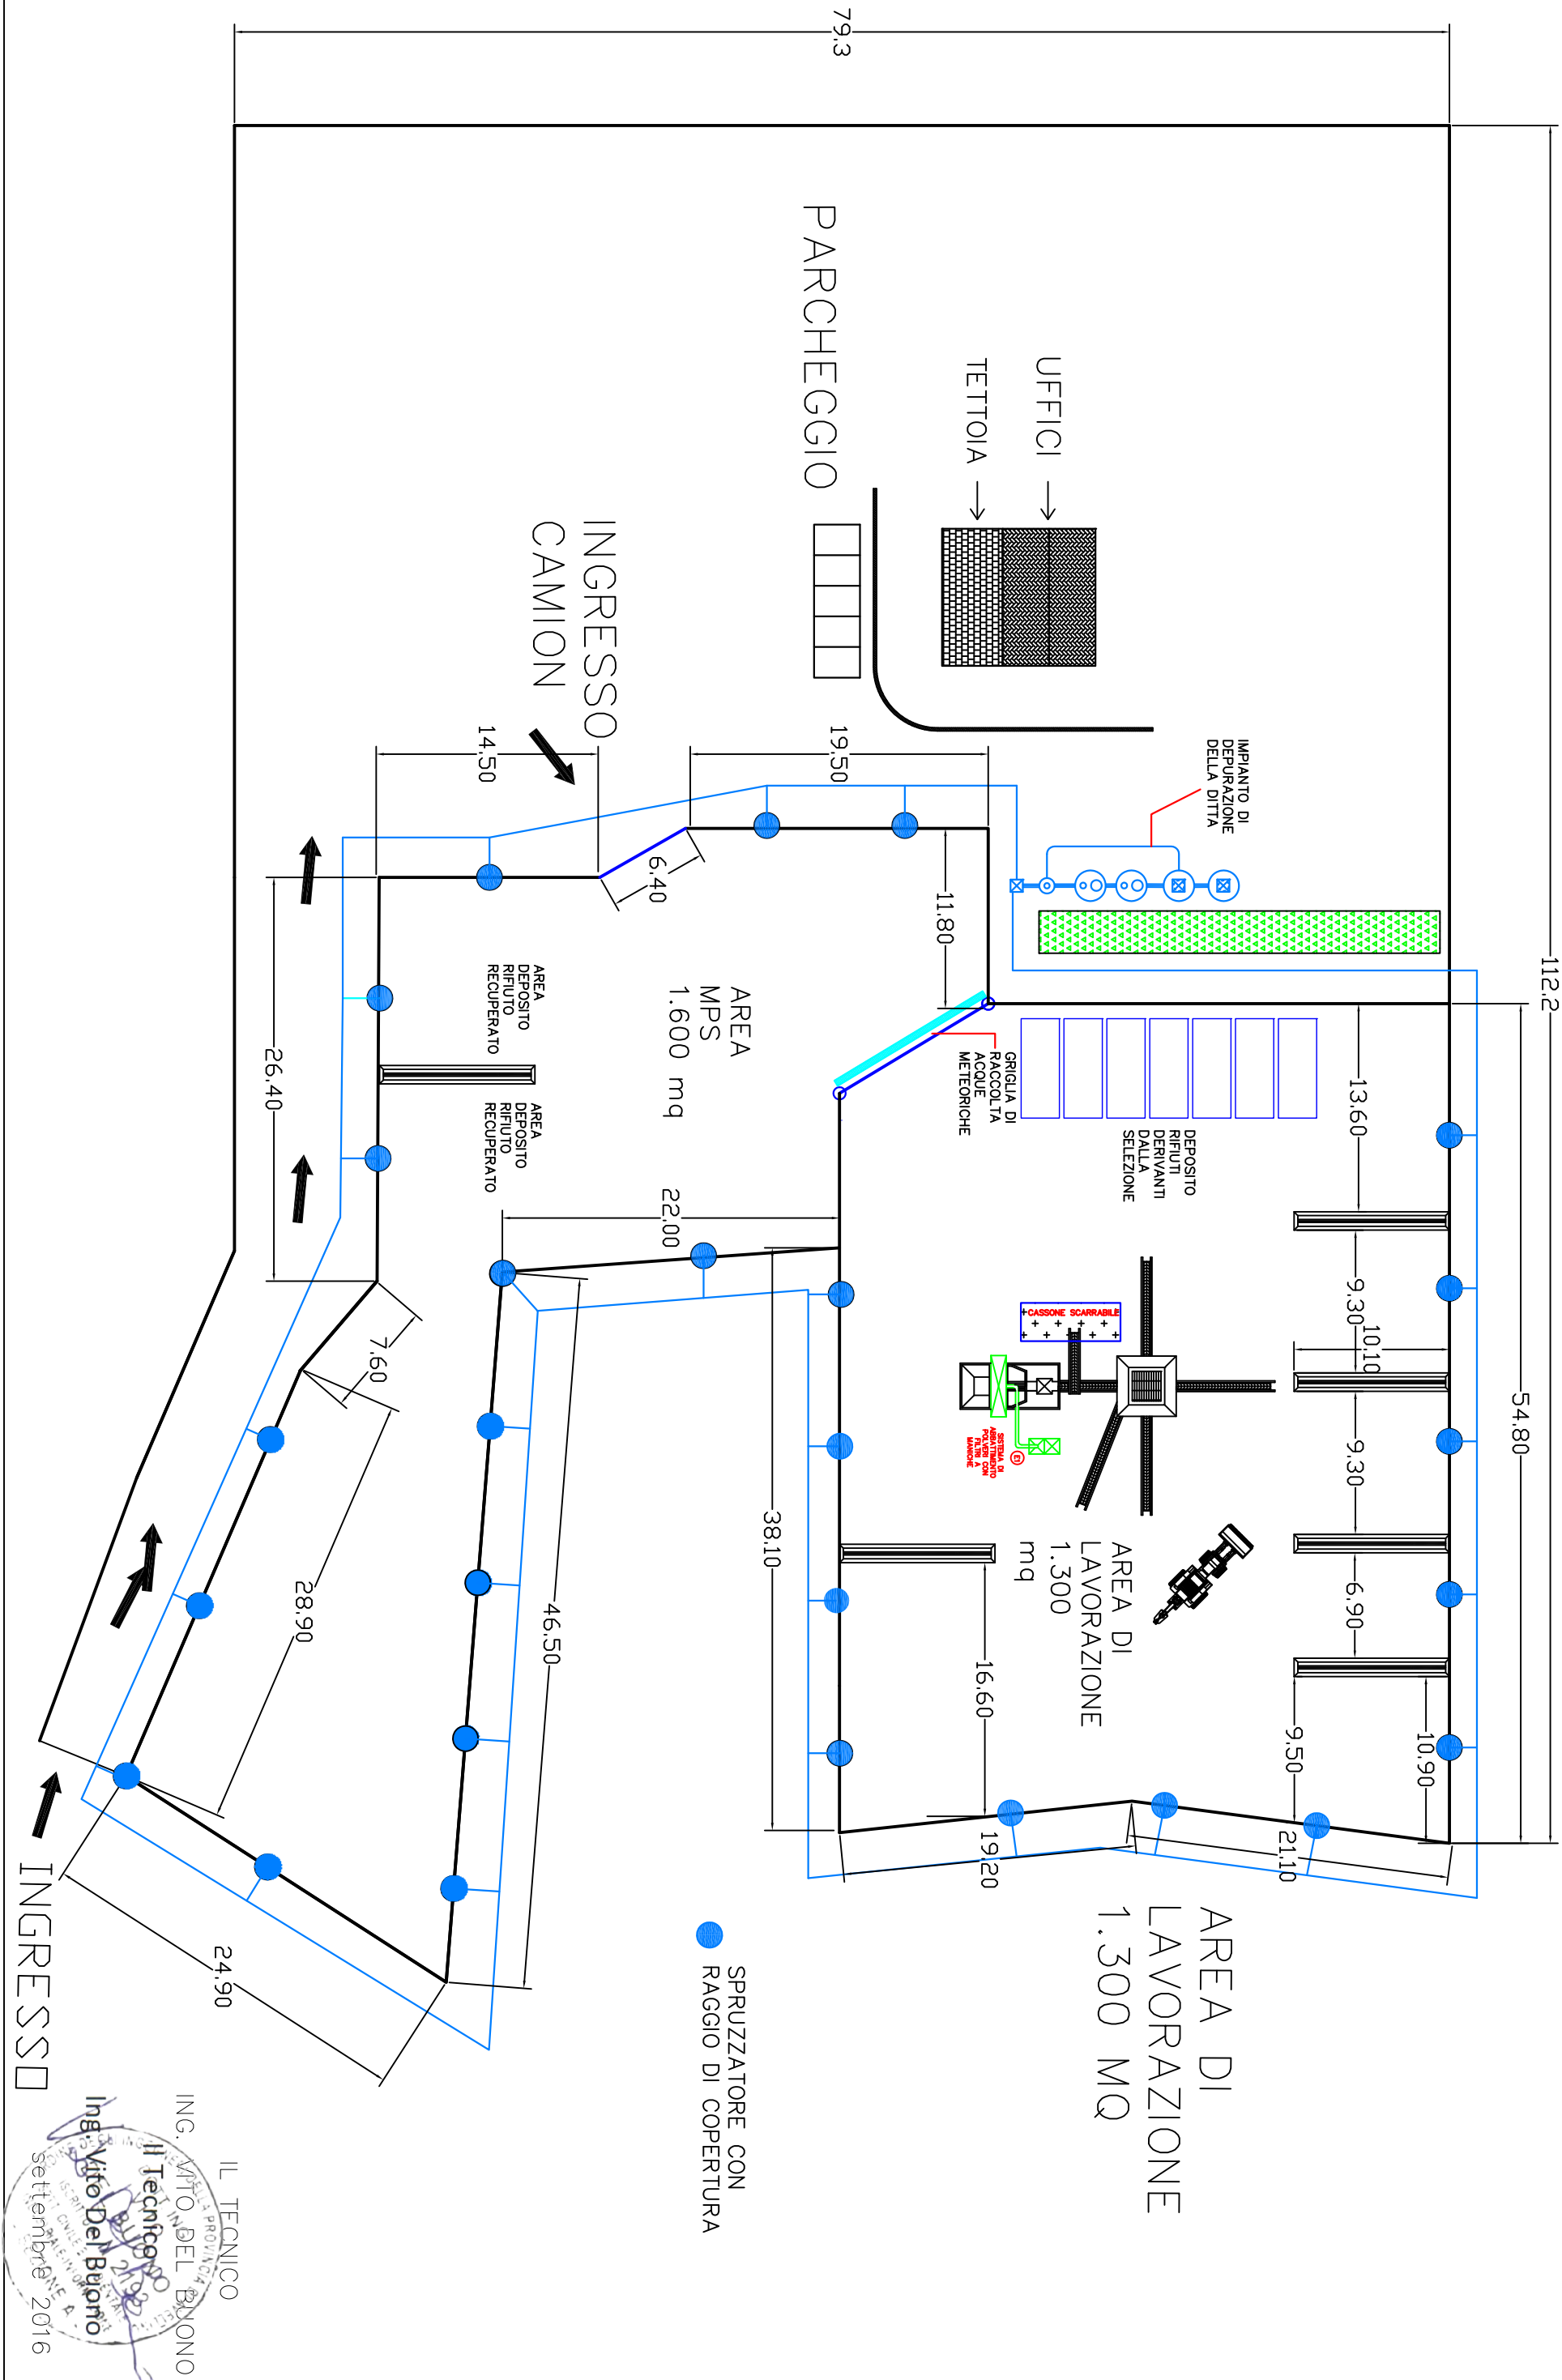 112.2
54.80
79.3
13.60
9.30
10.10
9.30
6.90
10.90
9.50
21.10
19.20
16.60
38.10
UFFICI
TETTOIA
PARCHEGGIO
IMPIANTO DI
DEPURAZIONE
DELLA DITTA
DEPOSITO
RIFIUTI
DERIVANTI
DALLA
SELEZIONE
GRIGLIA DI
RACCOLTA
ACQUE
METEORICHE
CASSONE SCARRABILE
SISTEMA DI
ABBATTIMENTO
POLVERI CON
FILTRI A
MANICHE
E1
AREA DI
LAVORAZIONE
1.300
mq
AREA DI
LAVORAZIONE
1.300 MQ
19.50
11.80
6.40
14.50
INGRESSO
CAMION
AREA
MPS
1.600 mq
22.00
AREA
DEPOSITO
RIFIUTO
RECUPERATO
AREA
DEPOSITO
RIFIUTO
RECUPERATO
26.40
7.60
28.90
46.50
24.90
SPRUZZATORE CON
RAGGIO DI COPERTURA
INGRESSO
IL TECNICO
ING. VITO DEL BUONO
Il Tecnico
Ing. Vito Del Buono
Settembre 2016